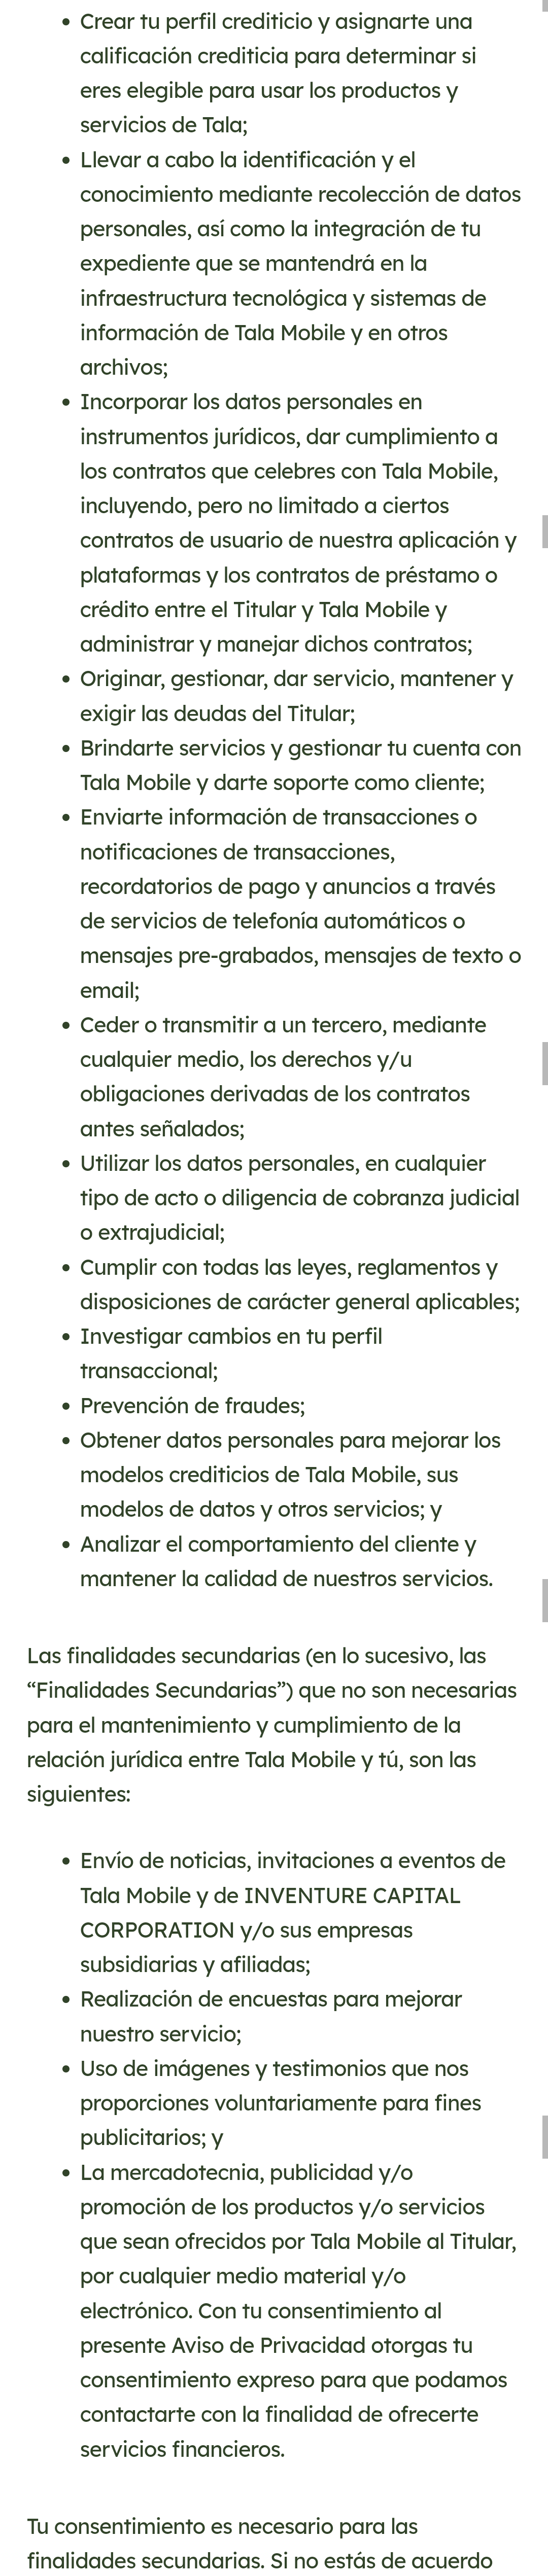 • Crear tu perfil crediticio y asignarte una
calificación crediticia para determinar si
eres elegible para usar los productos y
servicios de Tala;
• Llevar a cabo la identificación y el
conocimiento mediante recolección de datos
personales, así como la integración de tu
expediente que se mantendrá en la
infraestructura tecnológica y sistemas de
información de Tala Mobile y en otros
archivos;
• Incorporar los datos personales en
instrumentos jurídicos, dar cumplimiento a
los contratos que celebres con Tala Mobile,
incluyendo, pero no limitado a ciertos
contratos de usuario de nuestra aplicación y
plataformas y los contratos de préstamo o
crédito entre el Titular y Tala Mobile y
administrar y manejar dichos contratos;
• Originar, gestionar, dar servicio, mantener y
exigir las deudas del Titular;
• Brindarte servicios y gestionar tu cuenta con
Tala Mobile y darte soporte como cliente;
• Enviarte información de transacciones o
notificaciones de transacciones,
recordatorios de pago y anuncios a través
de servicios de telefonía automáticos o
mensajes pre-grabados, mensajes de texto o
email;
• Ceder o transmitir a un tercero, mediante
cualquier medio, los derechos y/u
obligaciones derivadas de los contratos
antes señalados;
• Utilizar los datos personales, en cualquier
tipo de acto o diligencia de cobranza judicial
o extrajudicial;
• Cumplir con todas las leyes, reglamentos y
disposiciones de carácter general aplicables;
• Investigar cambios en tu perfil
transaccional;
• Prevención de fraudes;
• Obtener datos personales para mejorar los
modelos crediticios de Tala Mobile, sus
modelos de datos y otros servicios; y
• Analizar el comportamiento del cliente y
mantener la calidad de nuestros servicios.
Las finalidades secundarias (en lo sucesivo, las
“Finalidades Secundarias”) que no son necesarias
para el mantenimiento y cumplimiento de la
relación jurídica entre Tala Mobile y tú, son las
siguientes:
• Envío de noticias, invitaciones a eventos de
Tala Mobile y de INVENTURE CAPITAL
CORPORATION y/o sus empresas
subsidiarias y afiliadas;
• Realización de encuestas para mejorar
nuestro servicio;
• Uso de imágenes y testimonios que nos
proporciones voluntariamente para fines
publicitarios; y
• La mercadotecnia, publicidad y/o
promoción de los productos y/o servicios
que sean ofrecidos por Tala Mobile al Titular,
por cualquier medio material y/o
electrónico. Con tu consentimiento al
presente Aviso de Privacidad otorgas tu
consentimiento expreso para que podamos
contactarte con la finalidad de ofrecerte
servicios financieros.
Tu consentimiento es necesario para las
finalidades secundarias. Si no estás de acuerdo